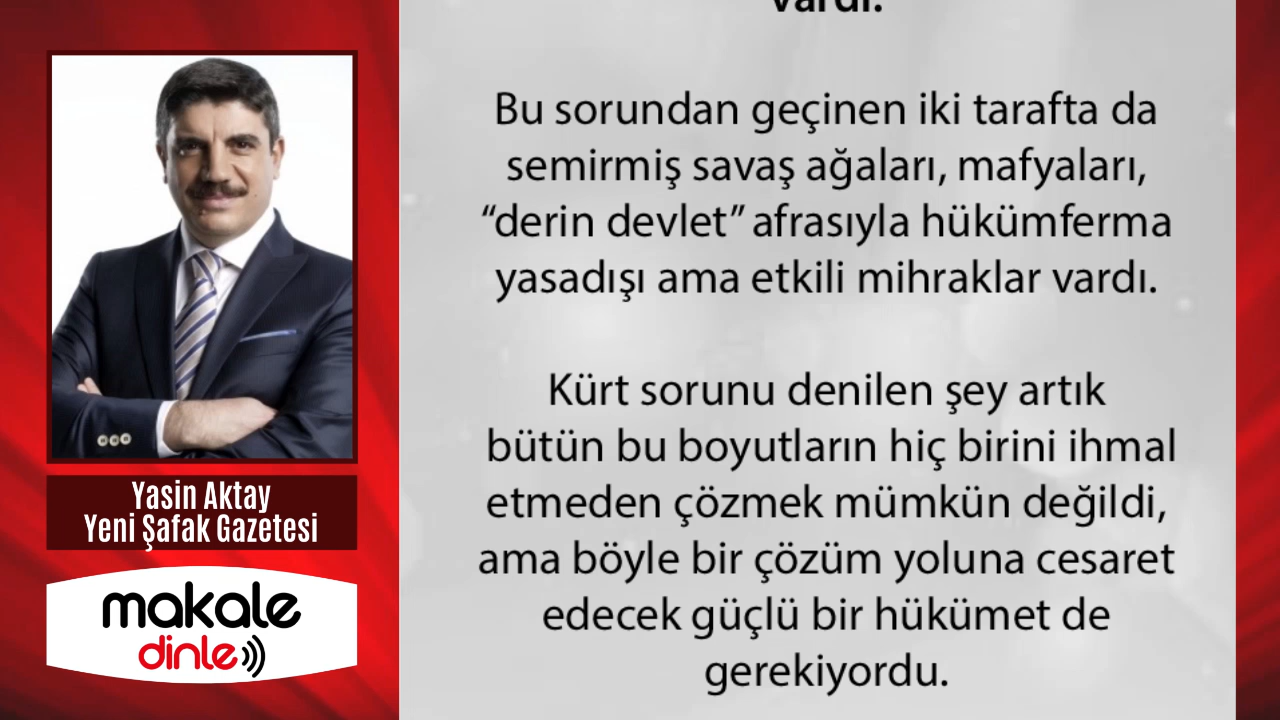 vardı.
Bu sorundan geçinen iki tarafta da
semirmiş savaş ağaları, mafyaları,
“derin devlet” afrasıyla hükümferma
yasadışı ama etkili mihraklar vardı.
Kürt sorunu denilen şey artık
bütün bu boyutların hiç birini ihmal
etmeden çözmek mümkün değildi,
ama böyle bir çözüm yoluna cesaret
edecek güçlü bir hükümet de
gerekiyordu.
Yasin Aktay
Yeni Şafak Gazetesi
makale
dinle